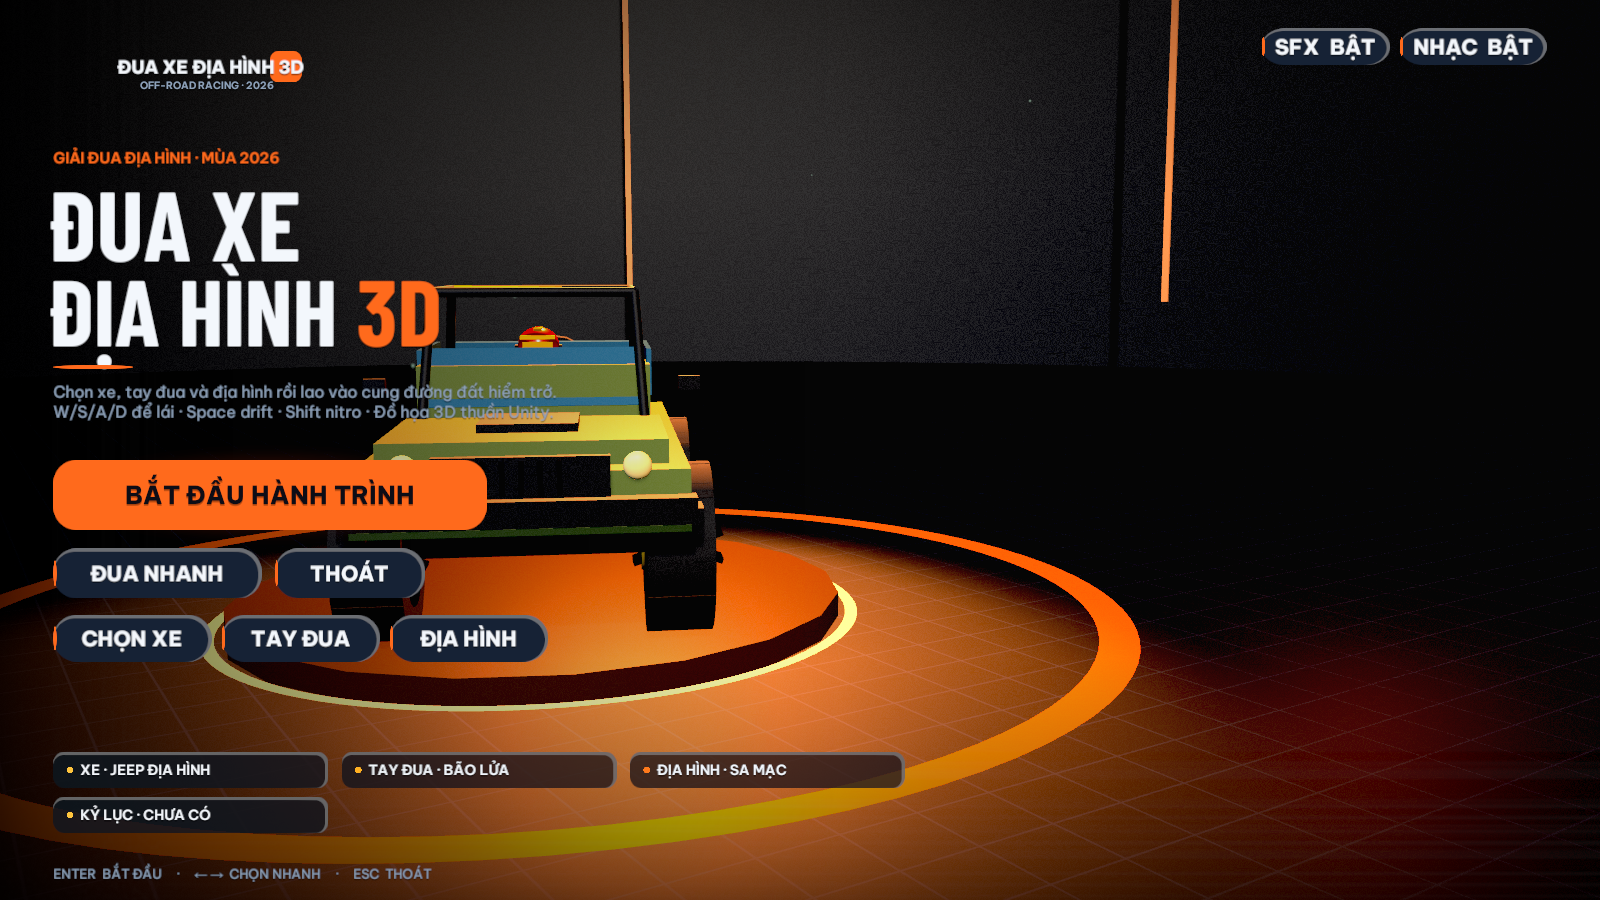 ĐUA XE ĐỊA HÌNH 3D
OFF-ROAD RACING · 2026
SFX BẬT
NHẠC BẬT
GIẢI ĐUA ĐỊA HÌNH · MÙA 2026
ĐUA XE
ĐỊA HÌNH 3D
Chọn xe, tay đua và địa hình rồi lao vào cung đường đất hiểm trở.
W/S/A/D để lái · Space drift · Shift nitro · Đồ họa 3D thuần Unity.
BẮT ĐẦU HÀNH TRÌNH
ĐUA NHANH
THOÁT
CHỌN XE
TAY ĐUA
ĐỊA HÌNH
XE · JEEP ĐỊA HÌNH
TAY ĐUA · BÃO LỬA
ĐỊA HÌNH · SA MẠC
KỶ LỤC · CHƯA CÓ
ENTER BẮT ĐẦU · ←→ CHỌN NHANH · ESC THOÁT